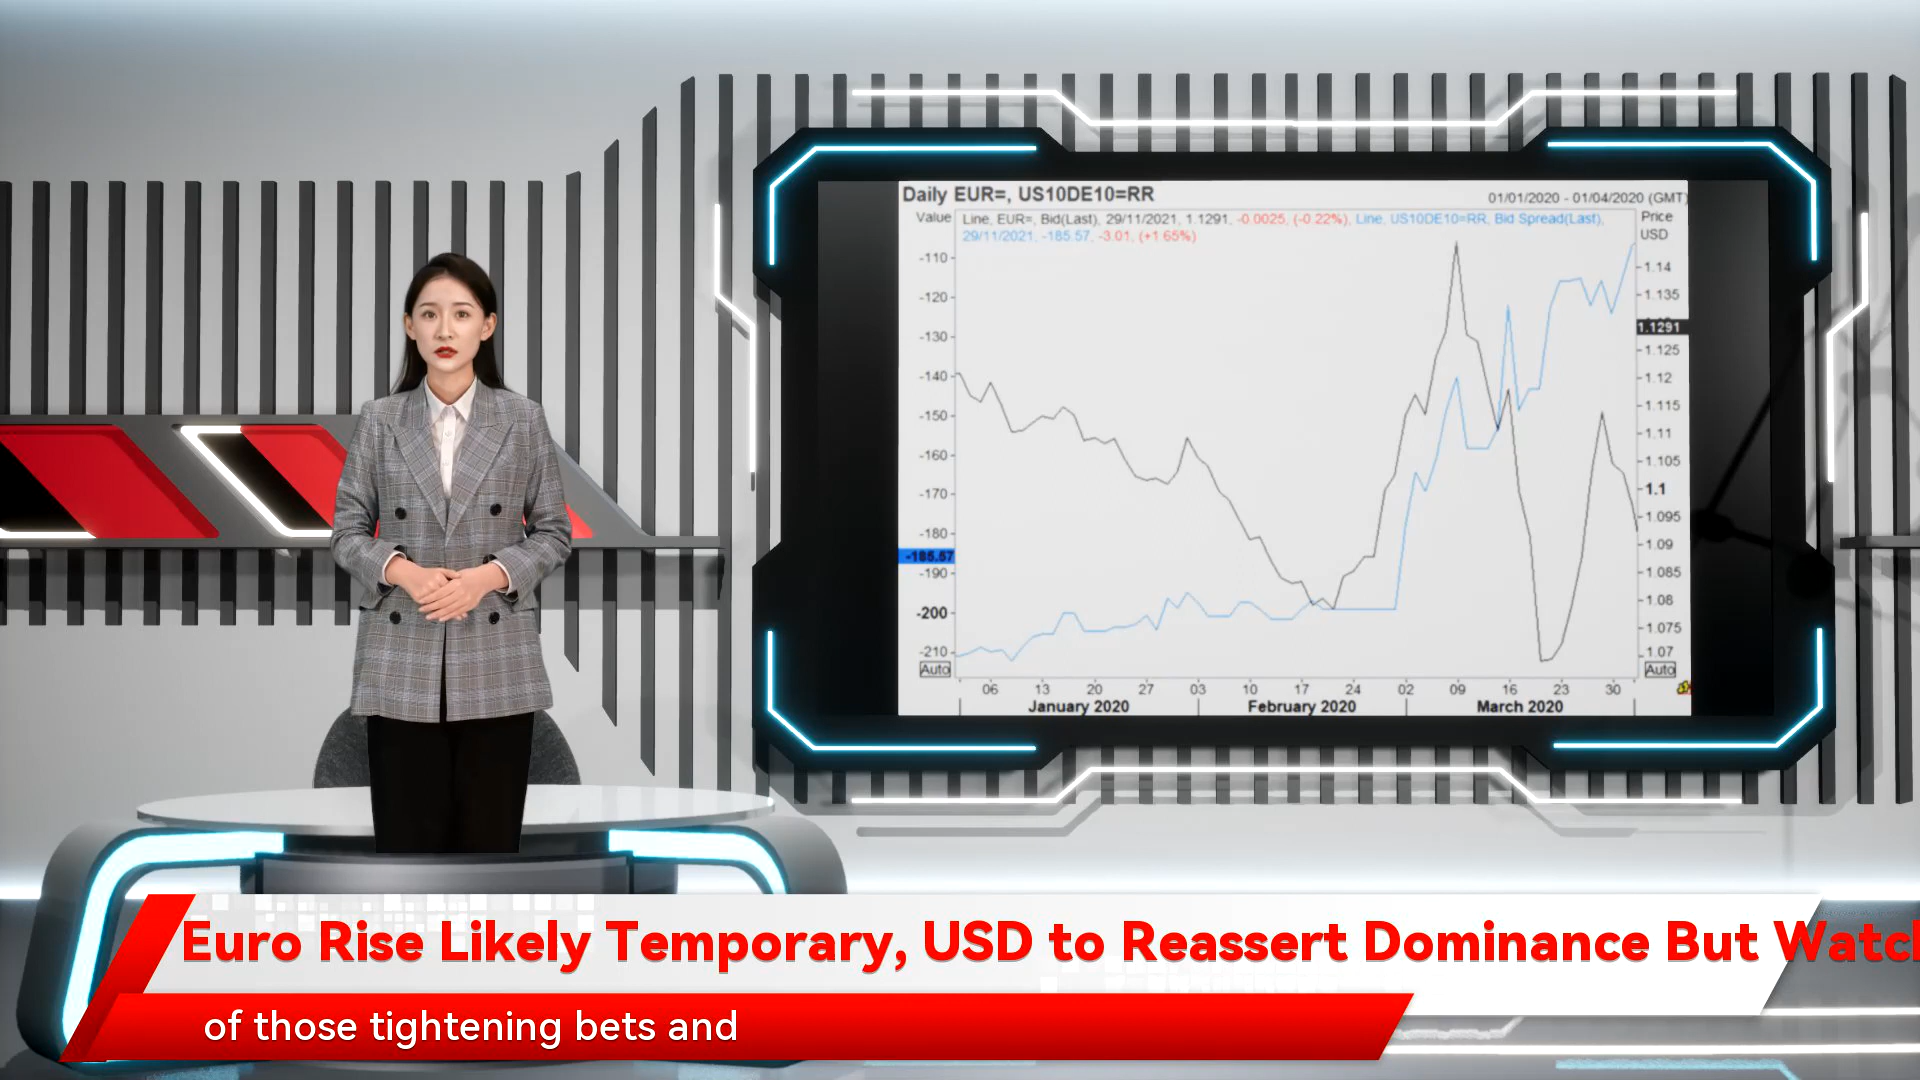 Daily EUR=, US10DE10=RR
01/01/2020 - 01/04/2020 (GMT)
Value
Line, EUR=, Bid(Last), 29/11/2021, 1.1291, -0.0025, (-0.22%), Line, US10DE10=RR, Bid Spread(Last),
29/11/2021, -185.57, -3.01, (+1.65%)
Price
USD
-110
-120
-130
-140
-150
-160
-170
-180
-185.57
-190
-200
-210
Auto
1.14
1.135
1.1291
1.125
1.12
1.115
1.11
1.105
1.1
1.095
1.09
1.085
1.08
1.075
1.07
Auto
06 13 20 27 03 10 17 24 02 09 16 23 30
January 2020 February 2020 March 2020
Euro Rise Likely Temporary, USD to Reassert Dominance But Watch
of those tightening bets and